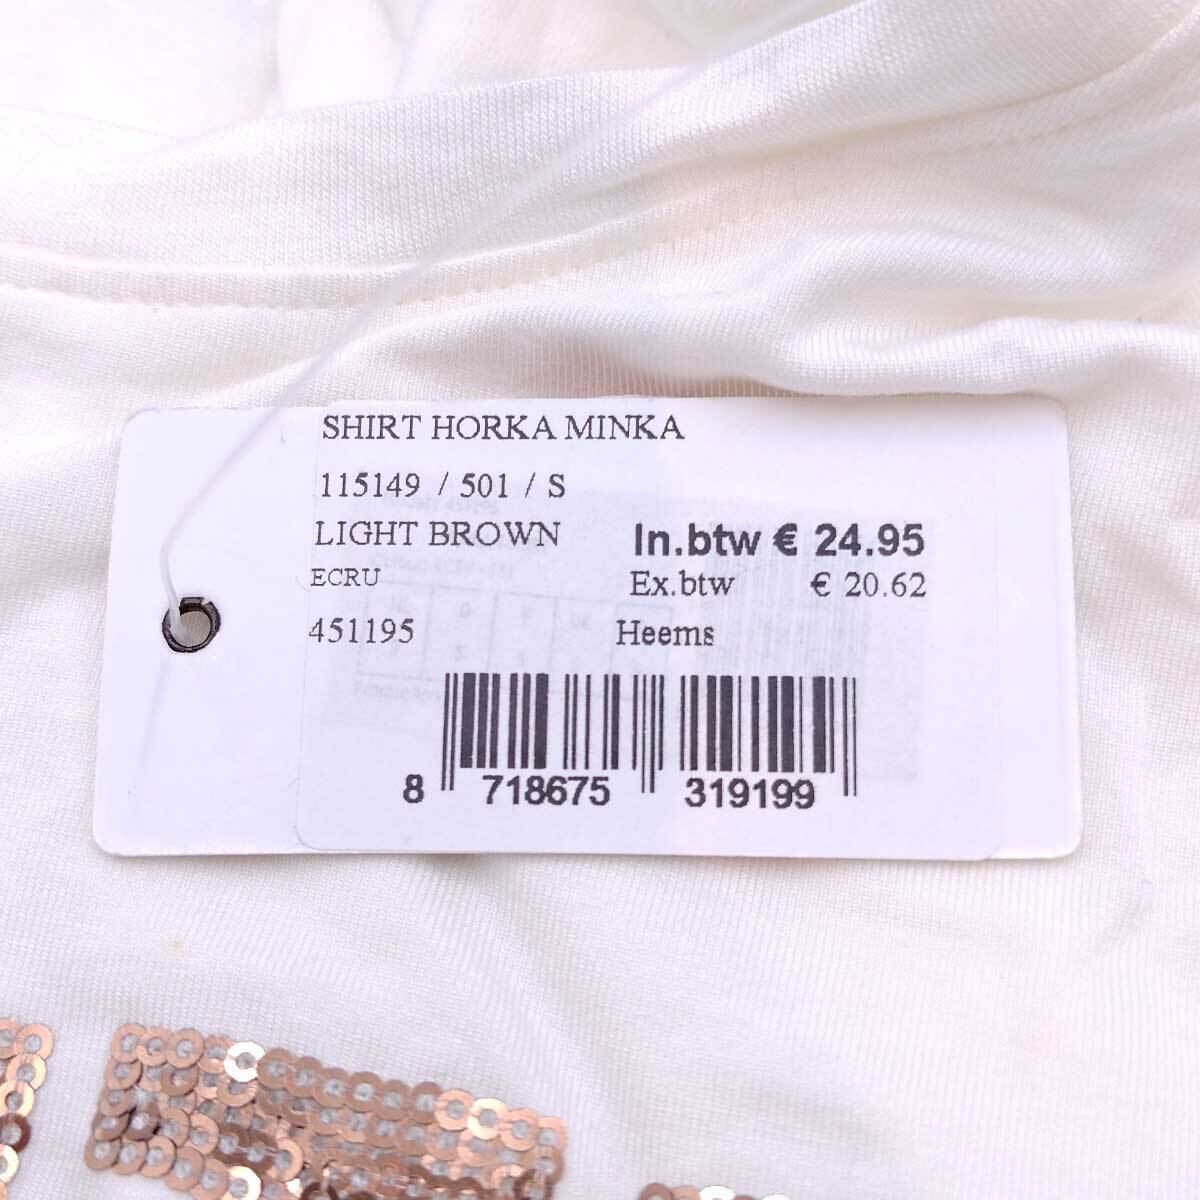 SHIRT HORKA MINKA
115149 / 501 / S
LIGHT BROWN In.btw € 24.95
ECRU Ex.btw € 20.62
451195 Heems
8 718675 319199